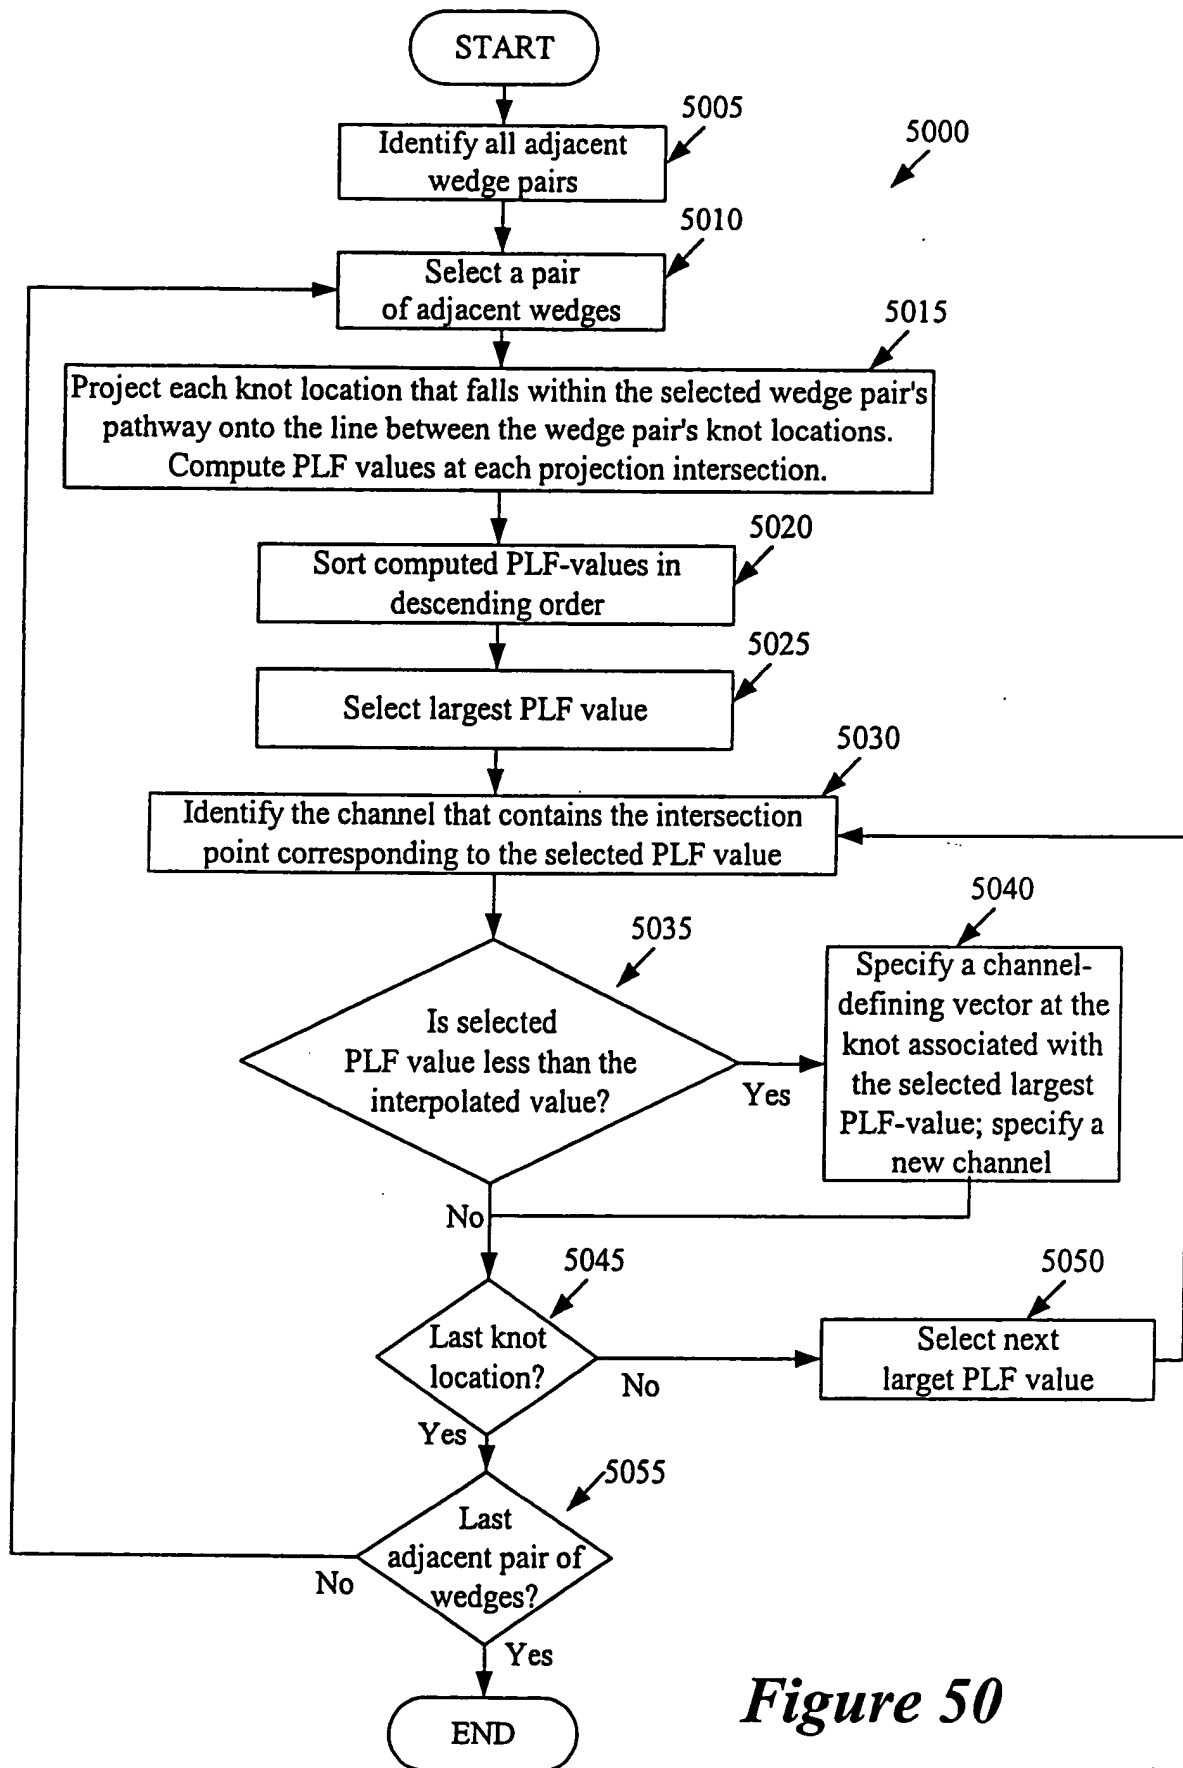 START
5005
Identify all adjacent
wedge pairs
5000
5010
Select a pair
of adjacent wedges
5015
Project each knot location that falls within the selected wedge pair's
pathway onto the line between the wedge pair's knot locations.
Compute PLF values at each projection intersection.
5020
Sort computed PLF-values in
descending order
5025
Select largest PLF value
5030
Identify the channel that contains the intersection
point corresponding to the selected PLF value
5035
Is selected
PLF value less than the
interpolated value?
Yes
5040
Specify a channel-
defining vector at the
knot associated with
the selected largest
PLF-value; specify a
new channel
No
5045
Last knot
location?
No
5050
Select next
larget PLF value
Yes
5055
Last
adjacent pair of
wedges?
No
Yes
END
Figure 50